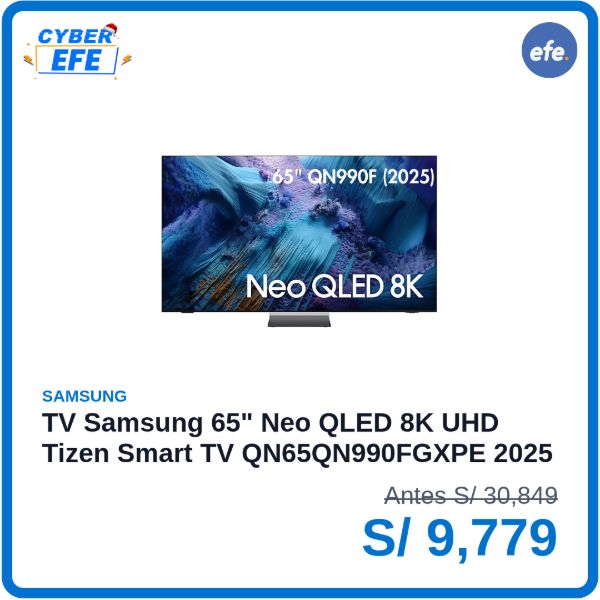 CYBER
EFE
efe.
65" QN990F (2025)
Neo QLED 8K
SAMSUNG
TV Samsung 65" Neo QLED 8K UHD
Tizen Smart TV QN65QN990FGXPE 2025
Antes S/ 30,849
S/ 9,779